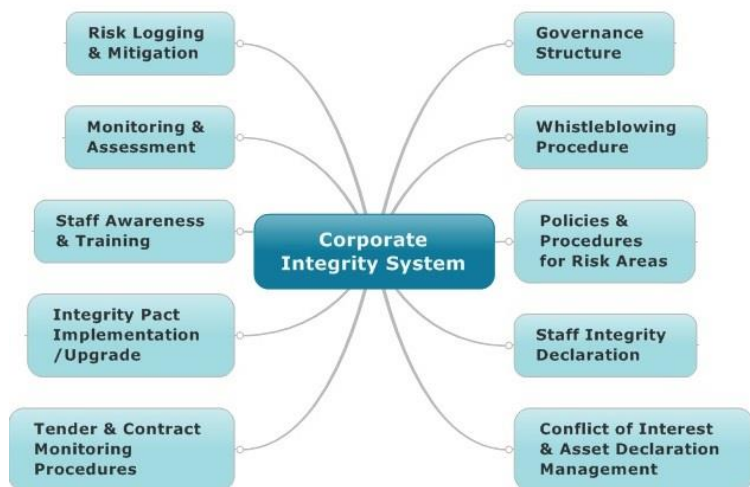 Risk Logging
& Mitigation
Monitoring &
Assessment
Staff Awareness
& Training
Integrity Pact
Implementation
/Upgrade
Tender & Contract
Monitoring
Procedures
Corporate
Integrity System
Governance
Structure
Whistleblowing
Procedure
Policies &
Procedures
for Risk Areas
Staff Integrity
Declaration
Conflict of Interest
& Asset Declaration
Management